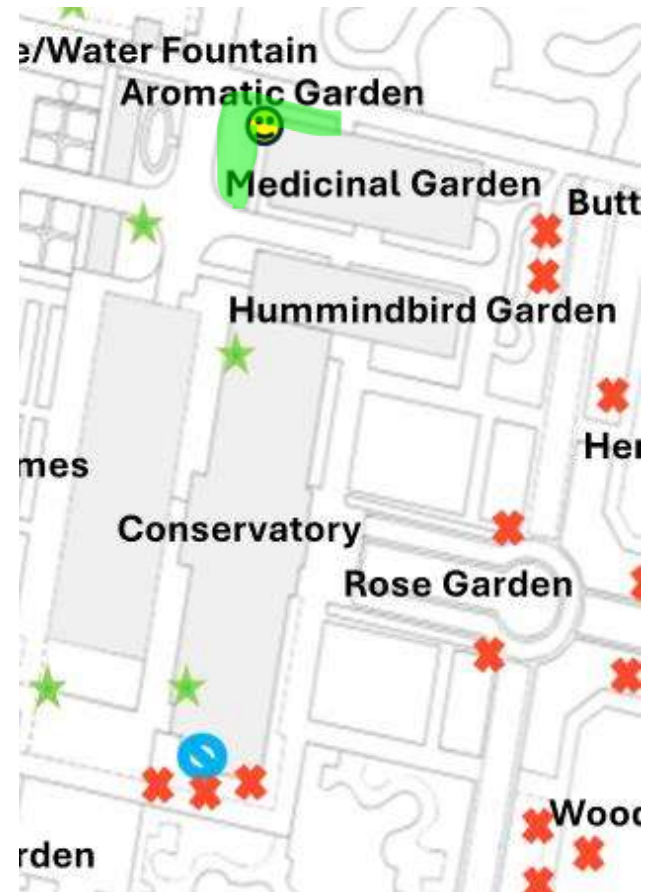 e/Water Fountain
Aromatic Garden
Medicinal Garden
Butt
Hummindbird Garden
Her
mes
Conservatory
Rose Garden
Wood
rden